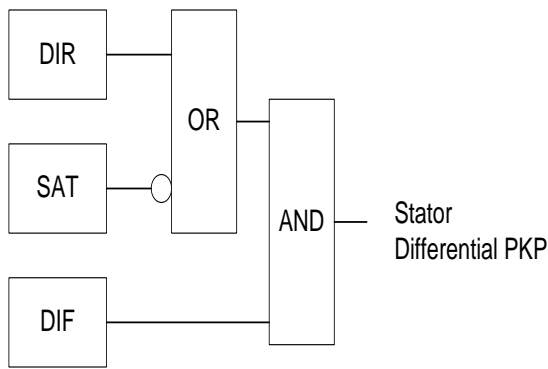 DIR
OR
SAT
AND
Stator
Differential PKP
DIF